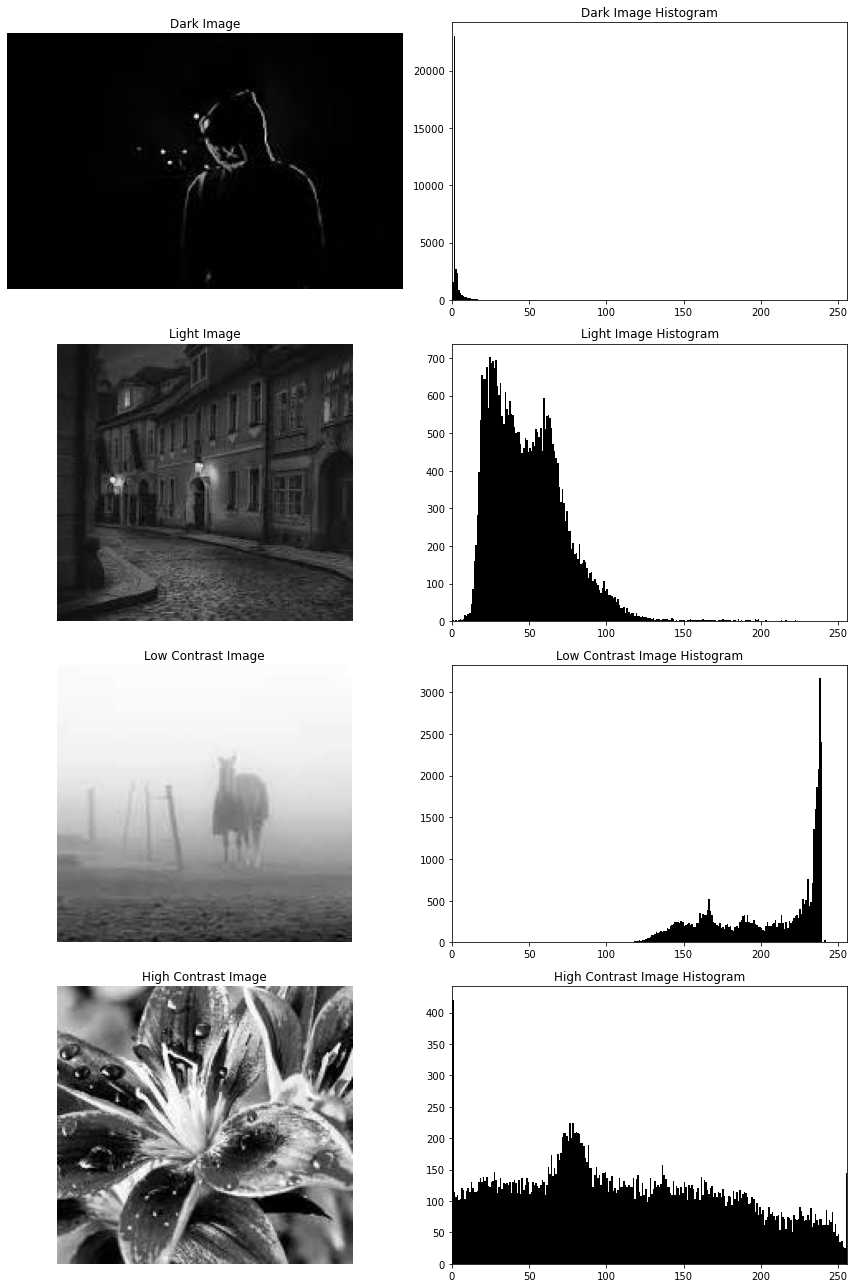 Dark Image
Dark Image Histogram
20000
15000
10000
5000
0
0 50 100 150 200 250
Light Image
Light Image Histogram
700
600
500
400
300
200
100
0
0 50 100 150 200 250
Low Contrast Image
Low Contrast Image Histogram
3000
2500
2000
1500
1000
500
0
0 50 100 150 200 250
High Contrast Image
High Contrast Image Histogram
400
350
300
250
200
150
100
50
0
0 50 100 150 200 250